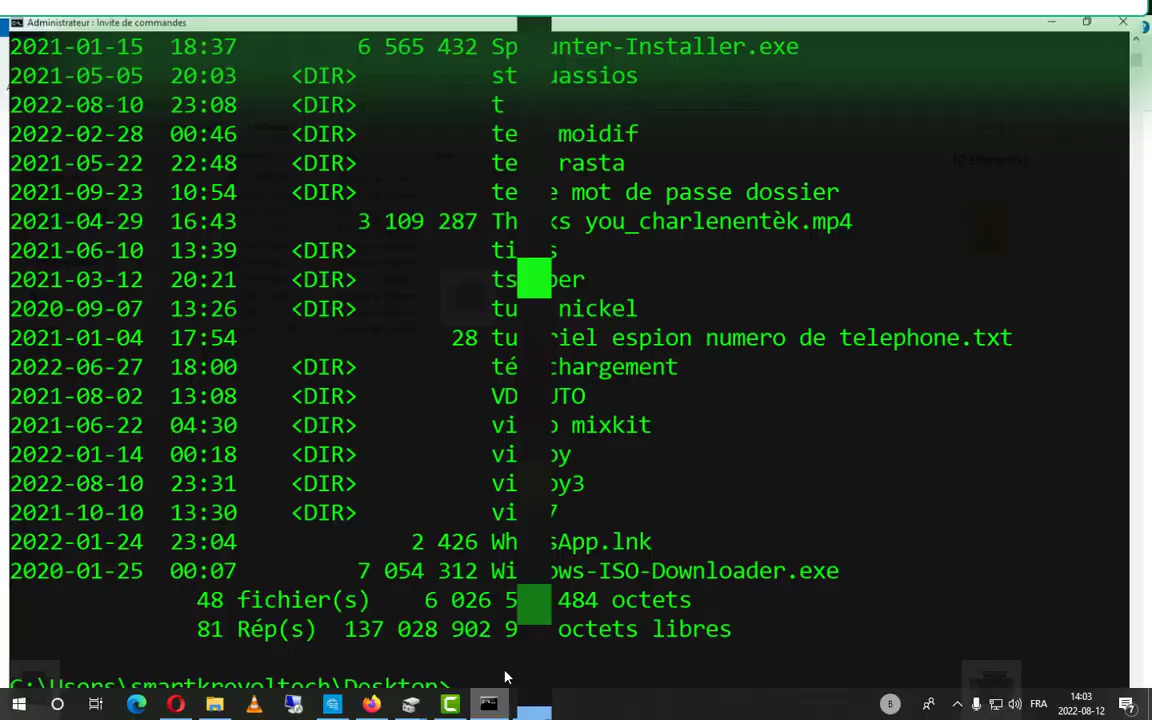 Administrateur : Invite de commandes
2021-01-15 18:37 6 565 432 Sp unter-Installer.exe
2021-05-05 20:03 <DIR> st uassios
2022-08-10 23:08 <DIR> t
2022-02-28 00:46 <DIR> te moidif
2021-05-22 22:48 <DIR> te rasta
2021-09-23 10:54 <DIR> te e mot de passe dossier
2021-04-29 16:43 3 109 287 Th ks you_charlenentèk.mp4
2021-06-10 13:39 <DIR> ti s
2021-03-12 20:21 <DIR> ts per
2020-09-07 13:26 <DIR> tu nickel
2021-01-04 17:54 28 tu riel espion numero de telephone.txt
2022-06-27 18:00 <DIR> té chargement
2021-08-02 13:08 <DIR> VD UTO
2021-06-22 04:30 <DIR> vi o mixkit
2022-01-14 00:18 <DIR> vi py
2022-08-10 23:31 <DIR> vi py3
2021-10-10 13:30 <DIR> vi 7
2022-01-24 23:04 2 426 Wh sApp.lnk
2020-01-25 00:07 7 054 312 Wi ows-ISO-Downloader.exe
48 fichier(s) 6 026 5 484 octets
81 Rép(s) 137 028 902 9 octets libres
C:\Users\smartkrevoltech\Desktop>
B
FRA
14:03
2022-08-12
7